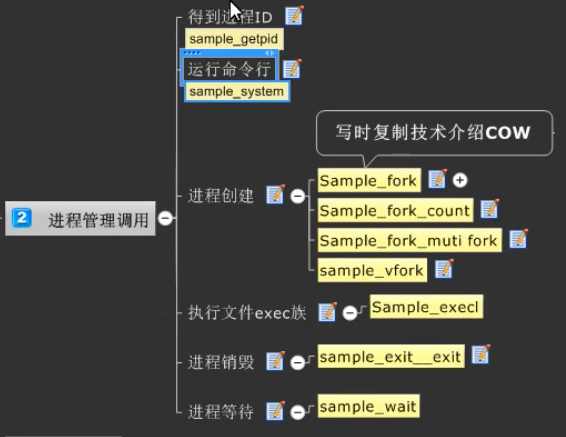 得到进程ID
sample_getpid
运行命令行
sample_system
写时复制技术介绍COW
Sample_fork
进程创建
Sample_fork_count
2 进程管理调用
Sample_fork_muti fork
sample_vfork
执行文件exec族
Sample_execl
进程销毁
sample_exit__exit
进程等待
sample_wait